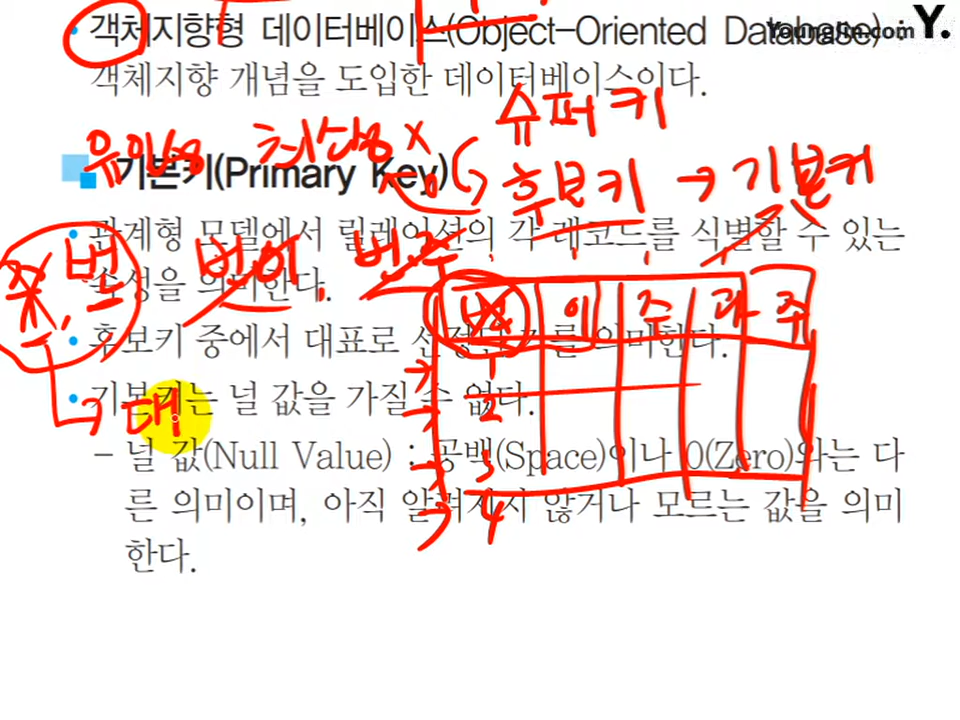 객체지향형 데이터베이스(Object-Oriented Database) :
Youngjin.com Y.
객체지향 개념을 도입한 데이터베이스이다.
슈퍼키
유일성 최소성 x
후보키 → 기본키
기본키(Primary Key)
관계형 모델에서 릴레이션의 각 레코드를 식별할 수 있는
속성을 의미한다.
번 이 주 과 주
후보키 중에서 대표로 선정된 키를 의미한다.
1
기본키는 널 값을 가질 수 없다.
2
→ 대
- 널 값(Null Value) : 공백(Space)이나 0(Zero)와는 다
3
른 의미이며, 아직 알려지지 않거나 모르는 값을 의미
4
한다.